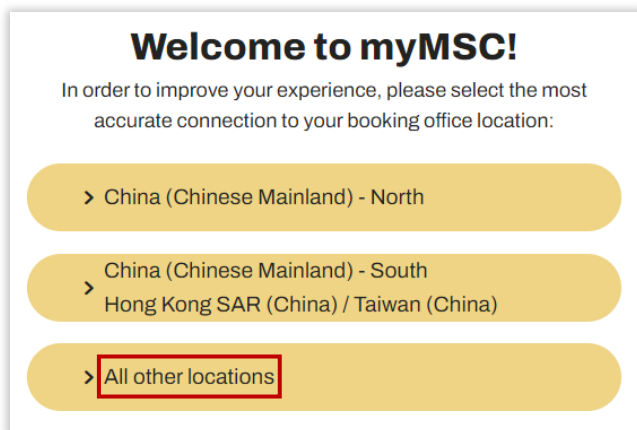 Welcome to myMSC!
In order to improve your experience, please select the most
accurate connection to your booking office location:
China (Chinese Mainland) - North
China (Chinese Mainland) - South
Hong Kong SAR (China) / Taiwan (China)
All other locations